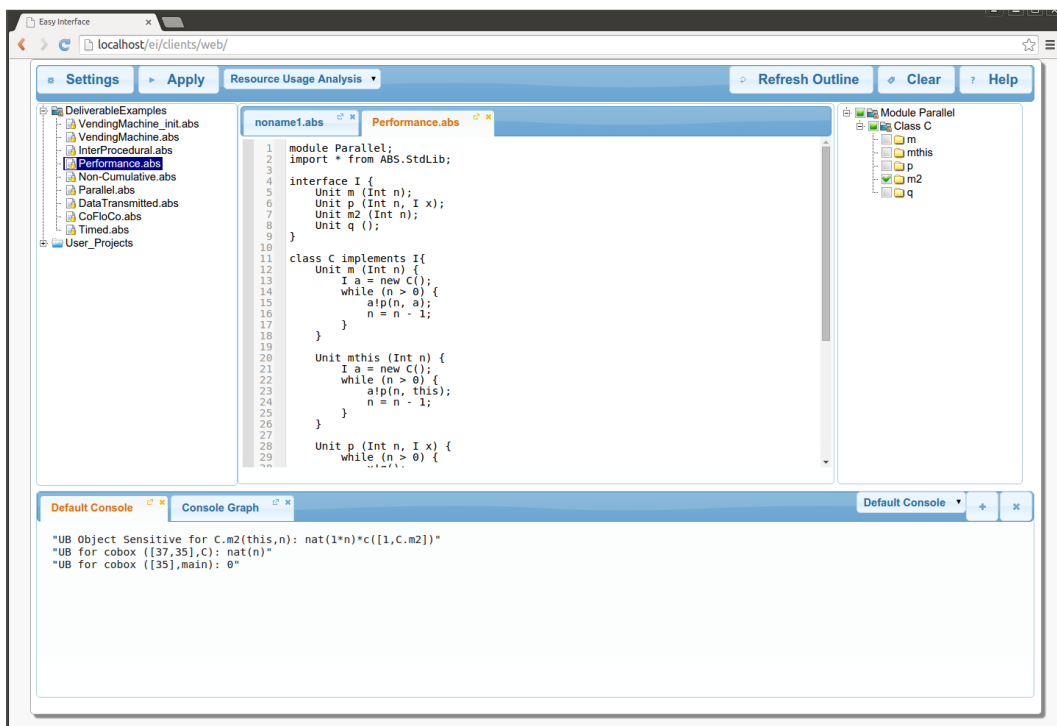 Easy Interface
localhost/ei/clients/web/
Settings Apply Resource Usage Analysis Refresh Outline Clear ? Help
DeliverableExamples
VendingMachine_init.abs
VendingMachine.abs
InterProcedural.abs
Performance.abs
Non-Cumulative.abs
Parallel.abs
DataTransmitted.abs
CoFloCo.abs
Timed.abs
User_Projects
noname1.abs Performance.abs
1 module Parallel;
2 import * from ABS.StdLib;
3
4 interface I {
5 Unit m (Int n);
6 Unit p (Int n, I x);
7 Unit m2 (Int n);
8 Unit q ();
9 }
10
11 class C implements I{
12 Unit m (Int n) {
13 I a = new C();
14 while (n > 0) {
15 a!p(n, a);
16 n = n - 1;
17 }
18 }
19
20 Unit mthis (Int n) {
21 I a = new C();
22 while (n > 0) {
23 a!p(n, this);
24 n = n - 1;
25 }
26 }
27
28 Unit p (Int n, I x) {
29 while (n > 0) {
Module Parallel
Class C
m
mthis
p
m2
q
Default Console Console Graph Default Console + ×
"UB Object Sensitive for C.m2(this,n): nat(1*n)*c([1,C.m2])"
"UB for cobox ([37,35],C): nat(n)"
"UB for cobox ([35],main): 0"